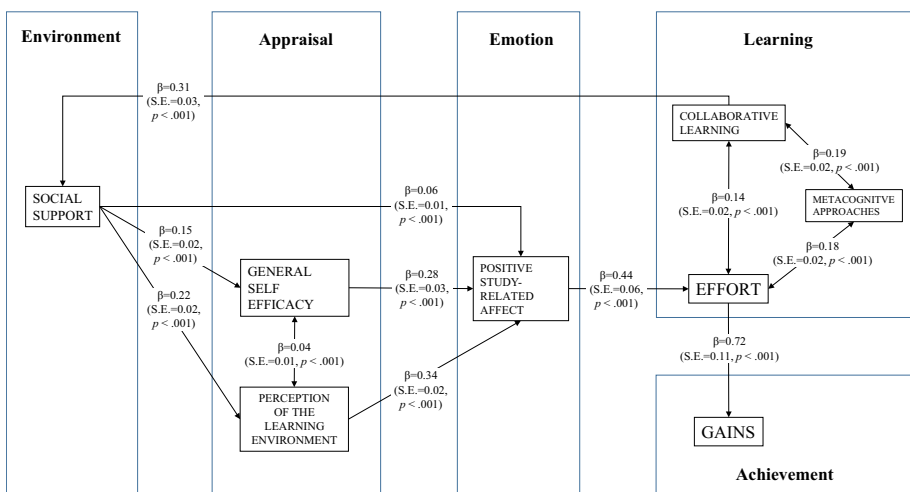 Environment
Appraisal
Emotion
Learning
β=0.31
(S.E.=0.03,
p < .001)
COLLABORATIVE
LEARNING
β=0.19
(S.E.=0.02, p < .001)
SOCIAL
SUPPORT
β=0.06
(S.E.=0.01,
p < .001)
β=0.14
(S.E.=0.02, p < .001)
METACOGNITVE
APPROACHES
β=0.15
(S.E.=0.02,
p < .001)
β=0.18
(S.E.=0.02, p < .001)
GENERAL
SELF
EFFICACY
β=0.28
(S.E.=0.03,
p < .001)
POSITIVE
STUDY-
RELATED
AFFECT
β=0.44
(S.E.=0.06,
p < .001)
EFFORT
β=0.22
(S.E.=0.02,
p < .001)
β=0.04
(S.E.=0.01, p < .001)
β=0.34
(S.E.=0.02,
p < .001)
β=0.72
(S.E.=0.11, p < .001)
PERCEPTION
OF THE
LEARNING
ENVIRONMENT
GAINS
Achievement